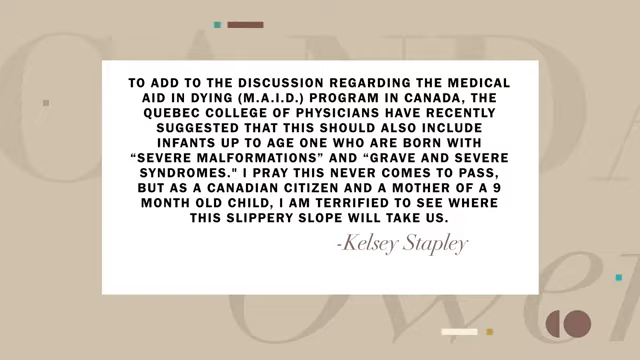 TO ADD TO THE DISCUSSION REGARDING THE MEDICAL
AID IN DYING (M.A.I.D.) PROGRAM IN CANADA, THE
QUEBEC COLLEGE OF PHYSICIANS HAVE RECENTLY
SUGGESTED THAT THIS SHOULD ALSO INCLUDE
INFANTS UP TO AGE ONE WHO ARE BORN WITH
“SEVERE MALFORMATIONS” AND “GRAVE AND SEVERE
SYNDROMES." I PRAY THIS NEVER COMES TO PASS,
BUT AS A CANADIAN CITIZEN AND A MOTHER OF A 9
MONTH OLD CHILD, I AM TERRIFIED TO SEE WHERE
THIS SLIPPERY SLOPE WILL TAKE US.
-Kelsey Stapley